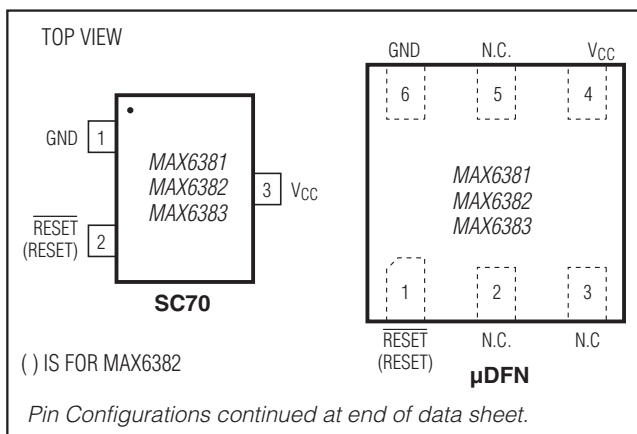 TOP VIEW
GND
1
RESET
(RESET)
2
MAX6381
MAX6382
MAX6383
3
VCC
SC70
( ) IS FOR MAX6382
GND
N.C.
VCC
6
5
4
MAX6381
MAX6382
MAX6383
1
2
3
RESET
(RESET)
N.C.
N.C
µDFN
Pin Configurations continued at end of data sheet.